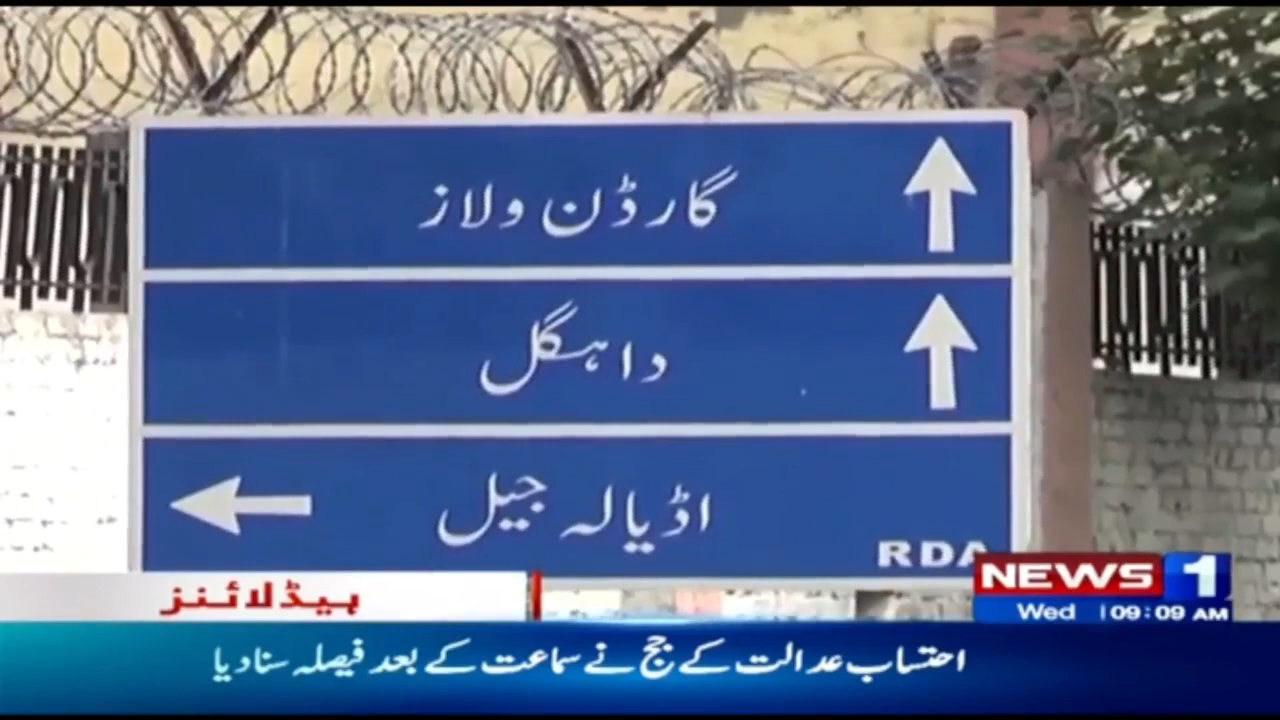 گارڈن ولاز
داہگل
اڈیالہ جیل
RDA
NEWS 1
Wed 09:09 AM
ہیڈلائنز
احتساب عدالت کے جج نے سماعت کے بعد فیصلہ سنا دیا